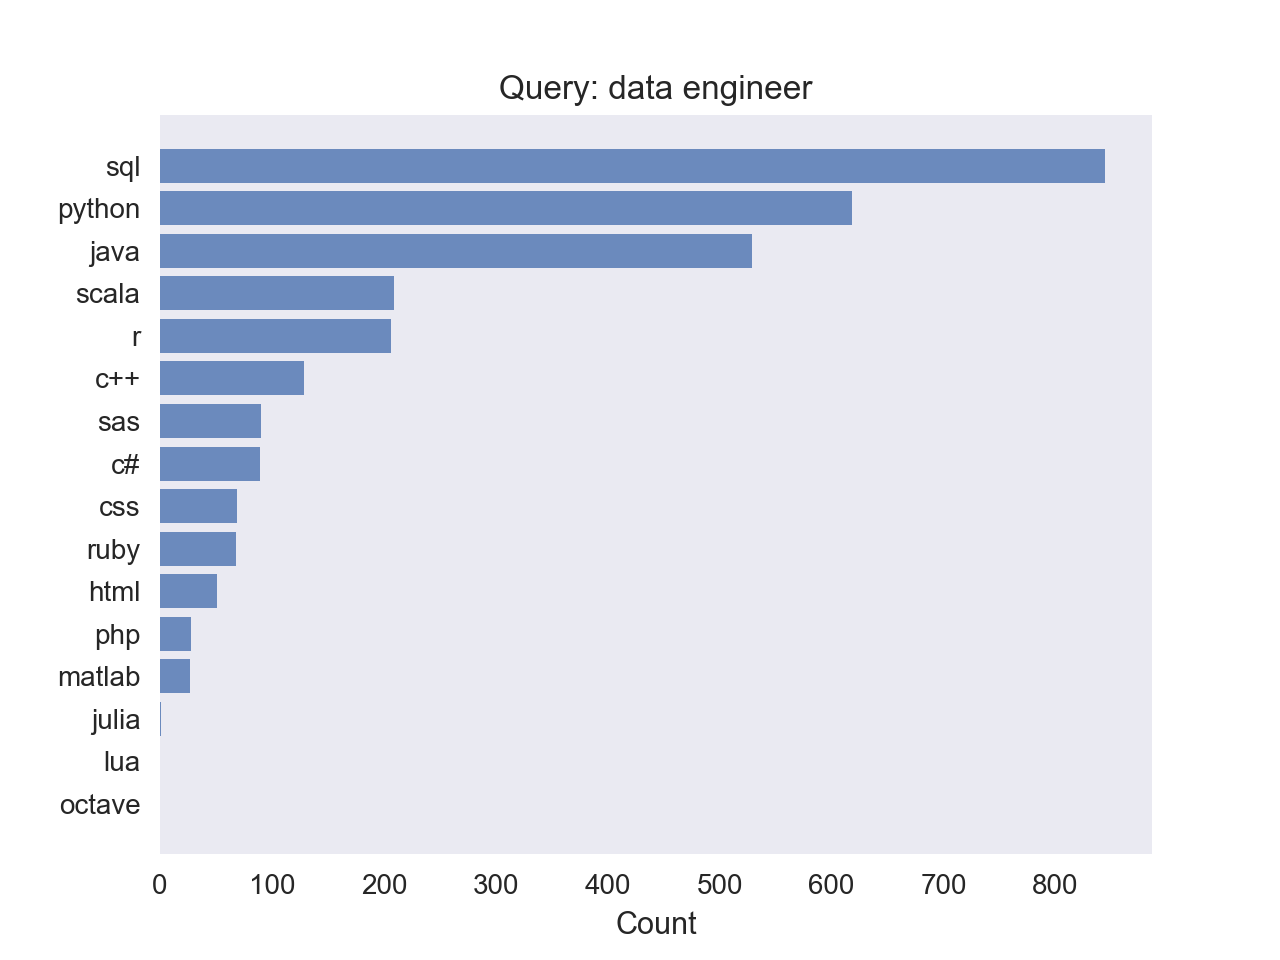 Query: data engineer
sql
python
java
scala
r
c++
sas
c#
css
ruby
html
php
matlab
julia
lua
octave
0 100 200 300 400 500 600 700 800
Count